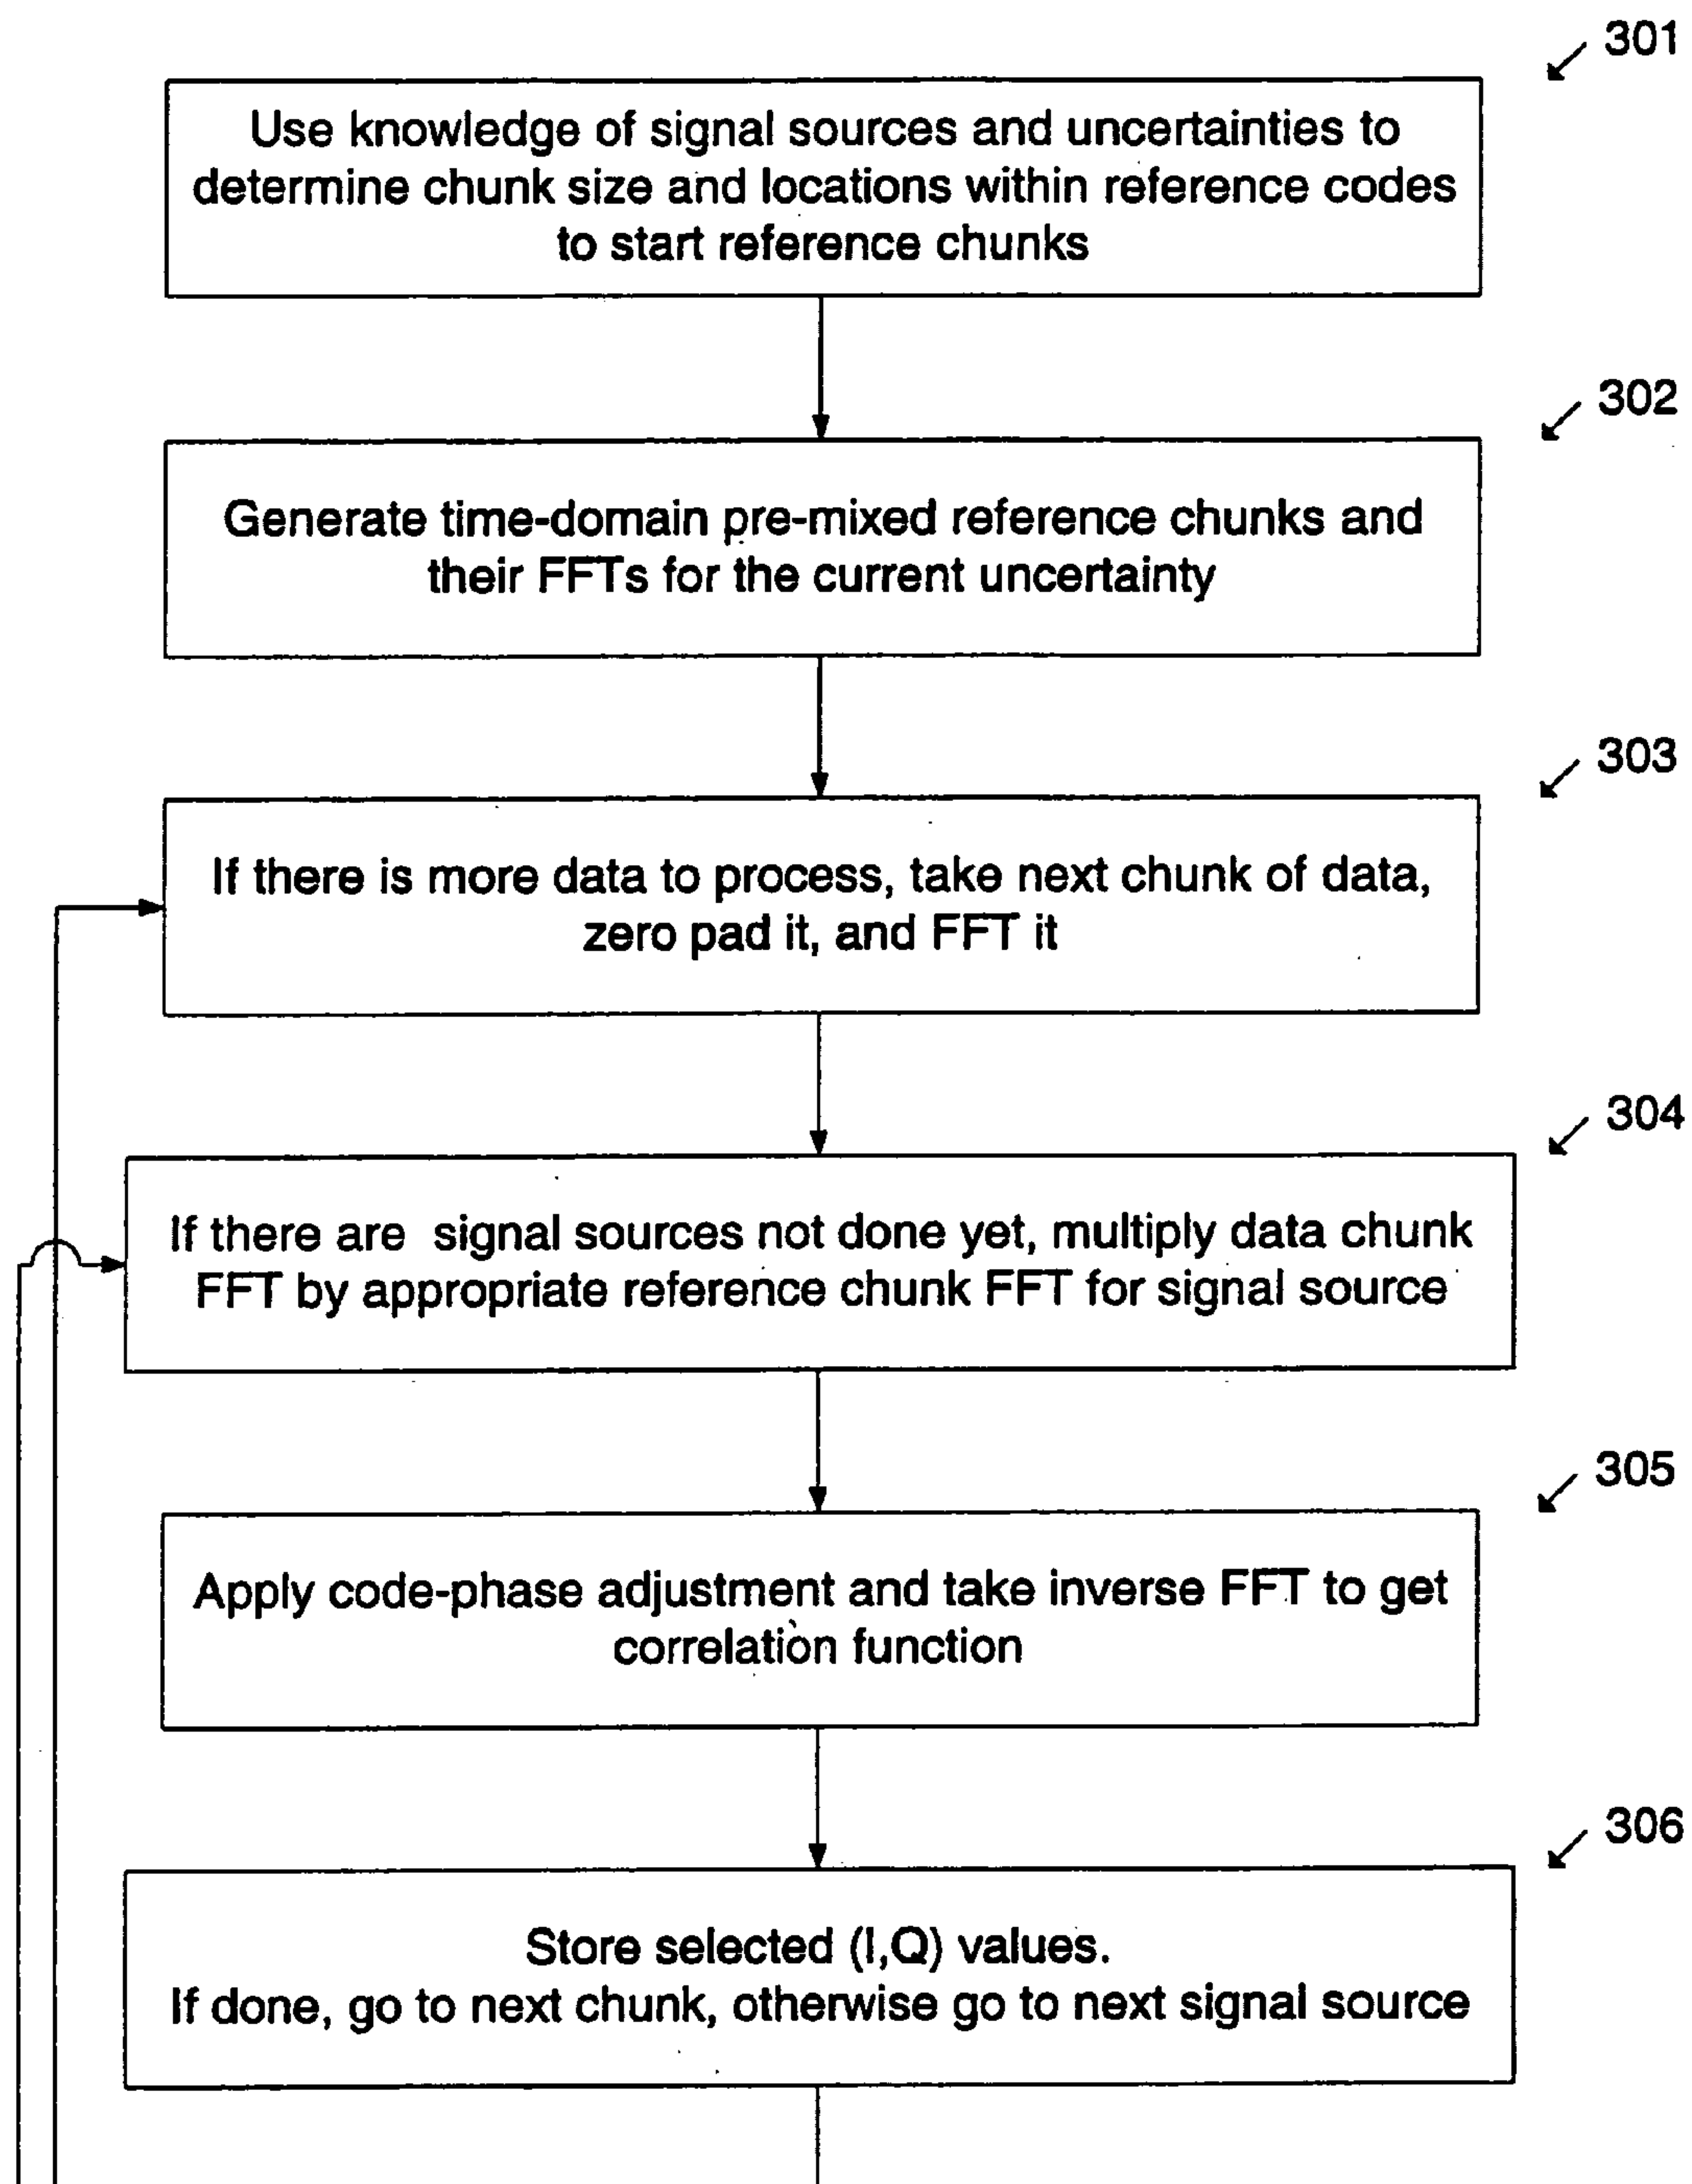 301
Use knowledge of signal sources and uncertainties to
determine chunk size and locations within reference codes
to start reference chunks
302
Generate time-domain pre-mixed reference chunks and
their FFTs for the current uncertainty
303
If there is more data to process, take next chunk of data,
zero pad it, and FFT it
304
If there are signal sources not done yet, multiply data chunk
FFT by appropriate reference chunk FFT for signal source
305
Apply code-phase adjustment and take inverse FFT to get
correlation function
306
Store selected (I,Q) values.
If done, go to next chunk, otherwise go to next signal source